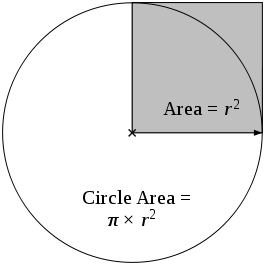 Area = r²
Circle Area =
π × r²